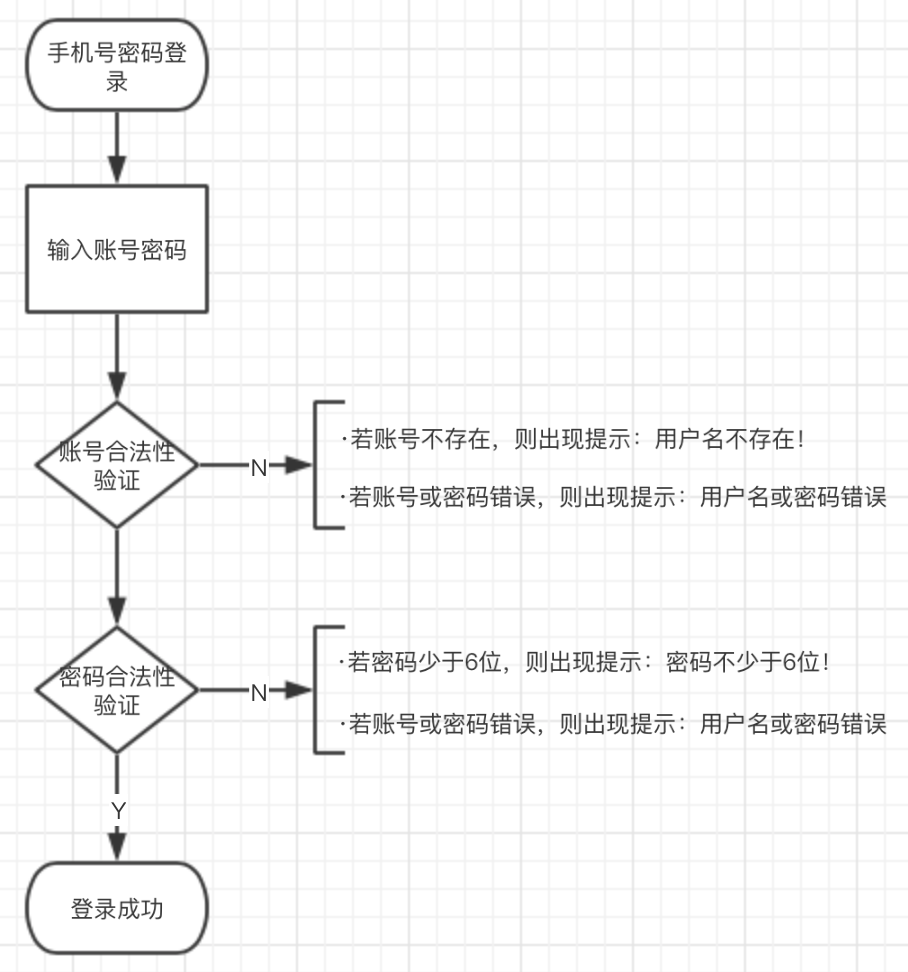 手机号密码登
录
输入账号密码
账号合法性
验证
N
·若账号不存在，则出现提示：用户名不存在！
·若账号或密码错误，则出现提示：用户名或密码错误
密码合法性
验证
N
·若密码少于6位，则出现提示：密码不少于6位！
·若账号或密码错误，则出现提示：用户名或密码错误
Y
登录成功